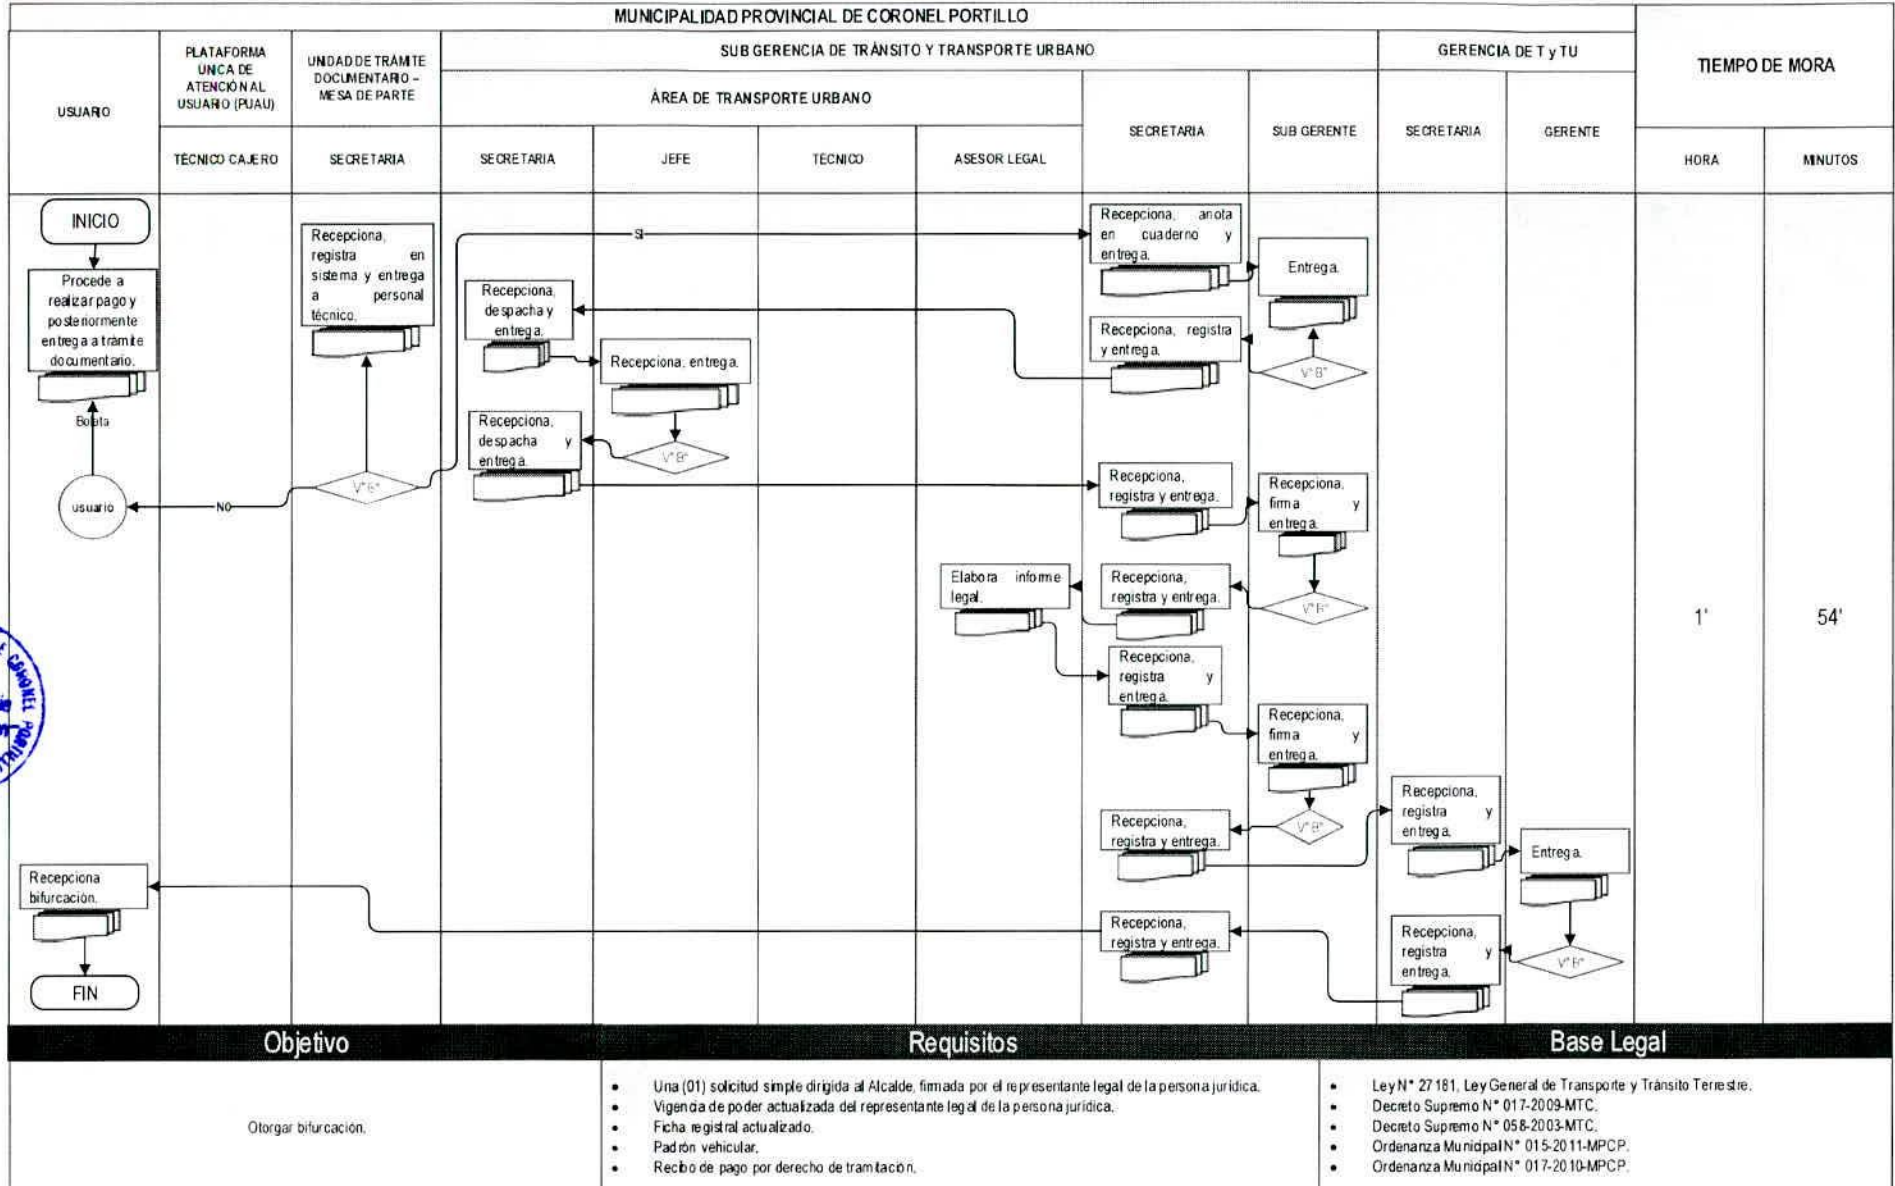 MUNICIPALIDAD PROVINCIAL DE CORONEL PORTILLO
USUARIO
PLATAFORMA
ÚNICA DE
ATENCIÓN AL
USUARIO (PUAU)
UNIDAD DE TRÁMITE
DOCUMENTARIO –
MESA DE PARTE
SUB GERENCIA DE TRÁNSITO Y TRANSPORTE URBANO
GERENCIA DE T y TU
TIEMPO DE MORA
ÁREA DE TRANSPORTE URBANO
SECRETARIA
SUB GERENTE
SECRETARIA
GERENTE
TÉCNICO CAJERO
SECRETARIA
SECRETARIA
JEFE
TÉCNICO
ASESOR LEGAL
HORA
MINUTOS
INICIO
Procede a
realizar pago y
posteriormente
entrega a trámite
documentario.
Boleta
usuario
NO
Recepciona,
registra en
sistema y entrega
a personal
técnico.
V°B°
SI
Recepciona, anota
en cuaderno y
entrega.
Entrega.
V°B°
Recepciona, registra
y entrega.
Recepciona,
despacha y
entrega.
Recepciona, entrega.
V°B°
Recepciona,
despacha y
entrega.
Recepciona,
registra y entrega.
Recepciona,
firma y
entrega.
V°B°
Recepciona,
registra y entrega.
Elabora informe
legal.
Recepciona,
registra y
entrega.
Recepciona,
firma y
entrega.
V°B°
Recepciona,
registra y entrega.
Recepciona,
registra y
entrega.
Entrega.
V°B°
Recepciona,
registra y
entrega.
Recepciona,
registra y entrega.
Recepciona
bifurcación.
FIN
1'
54'
CORONEL PORTILLO
Objetivo
Requisitos
Base Legal
Otorgar bifurcación.
• Una (01) solicitud simple dirigida al Alcalde, firmada por el representante legal de la persona jurídica.
• Vigencia de poder actualizada del representante legal de la persona jurídica.
• Ficha registral actualizado.
• Padrón vehicular.
• Recibo de pago por derecho de tramitación.
• Ley N° 27181, Ley General de Transporte y Tránsito Terrestre.
• Decreto Supremo N° 017-2009-MTC.
• Decreto Supremo N° 058-2003-MTC.
• Ordenanza Municipal N° 015-2011-MPCP.
• Ordenanza Municipal N° 017-2010-MPCP.